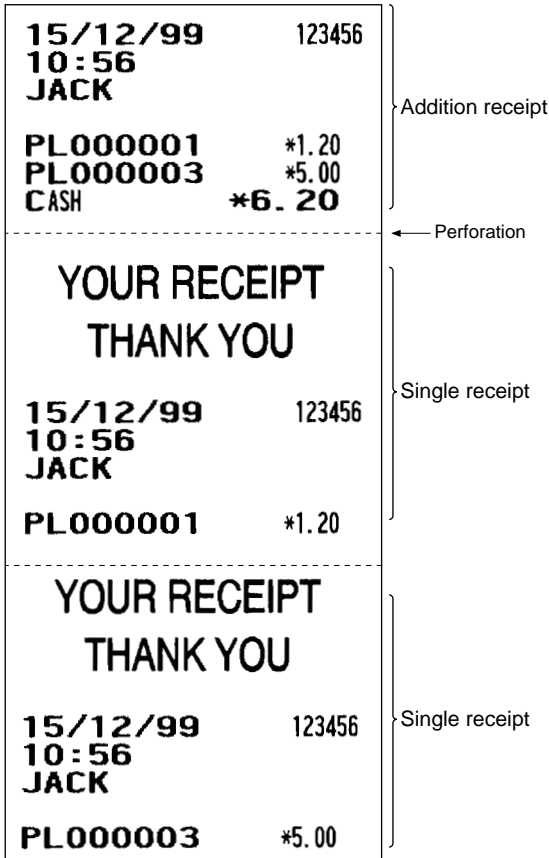 15/12/99 123456
10:56
JACK
PL000001 *1.20
PL000003 *5.00
CASH *6.20
Addition receipt
Perforation
YOUR RECEIPT
THANK YOU
15/12/99 123456
10:56
JACK
PL000001 *1.20
Single receipt
YOUR RECEIPT
THANK YOU
15/12/99 123456
10:56
JACK
PL000003 *5.00
Single receipt